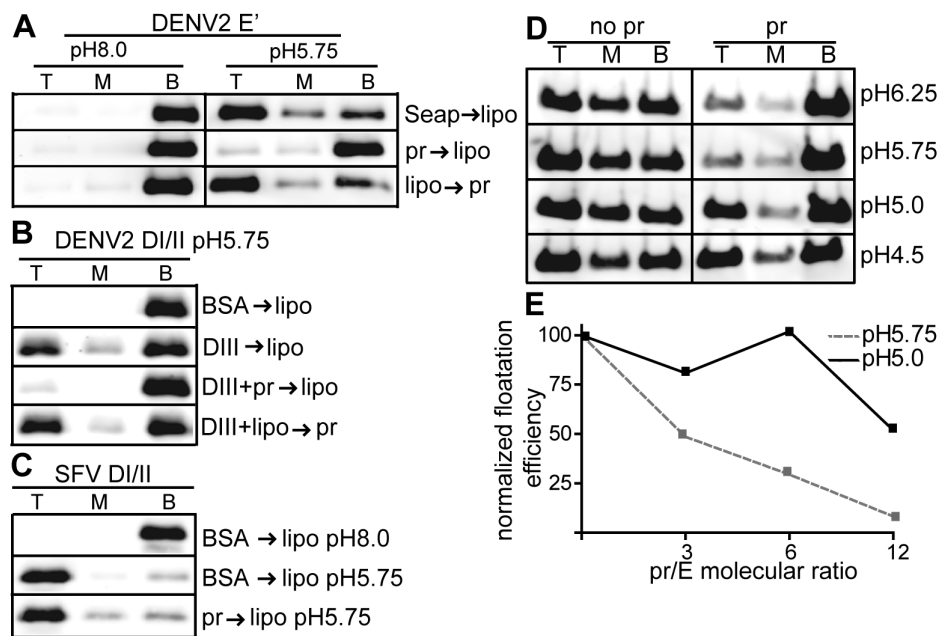 A
DENV2 E'
pH8.0 pH5.75
T M B T M B
Seap→lipo
pr→lipo
lipo→pr
B
DENV2 DI/II pH5.75
T M B
BSA→lipo
DIII→lipo
DIII+pr→lipo
DIII+lipo→pr
C
SFV DI/II
T M B
BSA→lipo pH8.0
BSA→lipo pH5.75
pr→lipo pH5.75
D
no pr pr
T M B T M B
pH6.25
pH5.75
pH5.0
pH4.5
E
normalized floatation
efficiency
100
75
50
25
3 6 12
pr/E molecular ratio
pH5.75
pH5.0